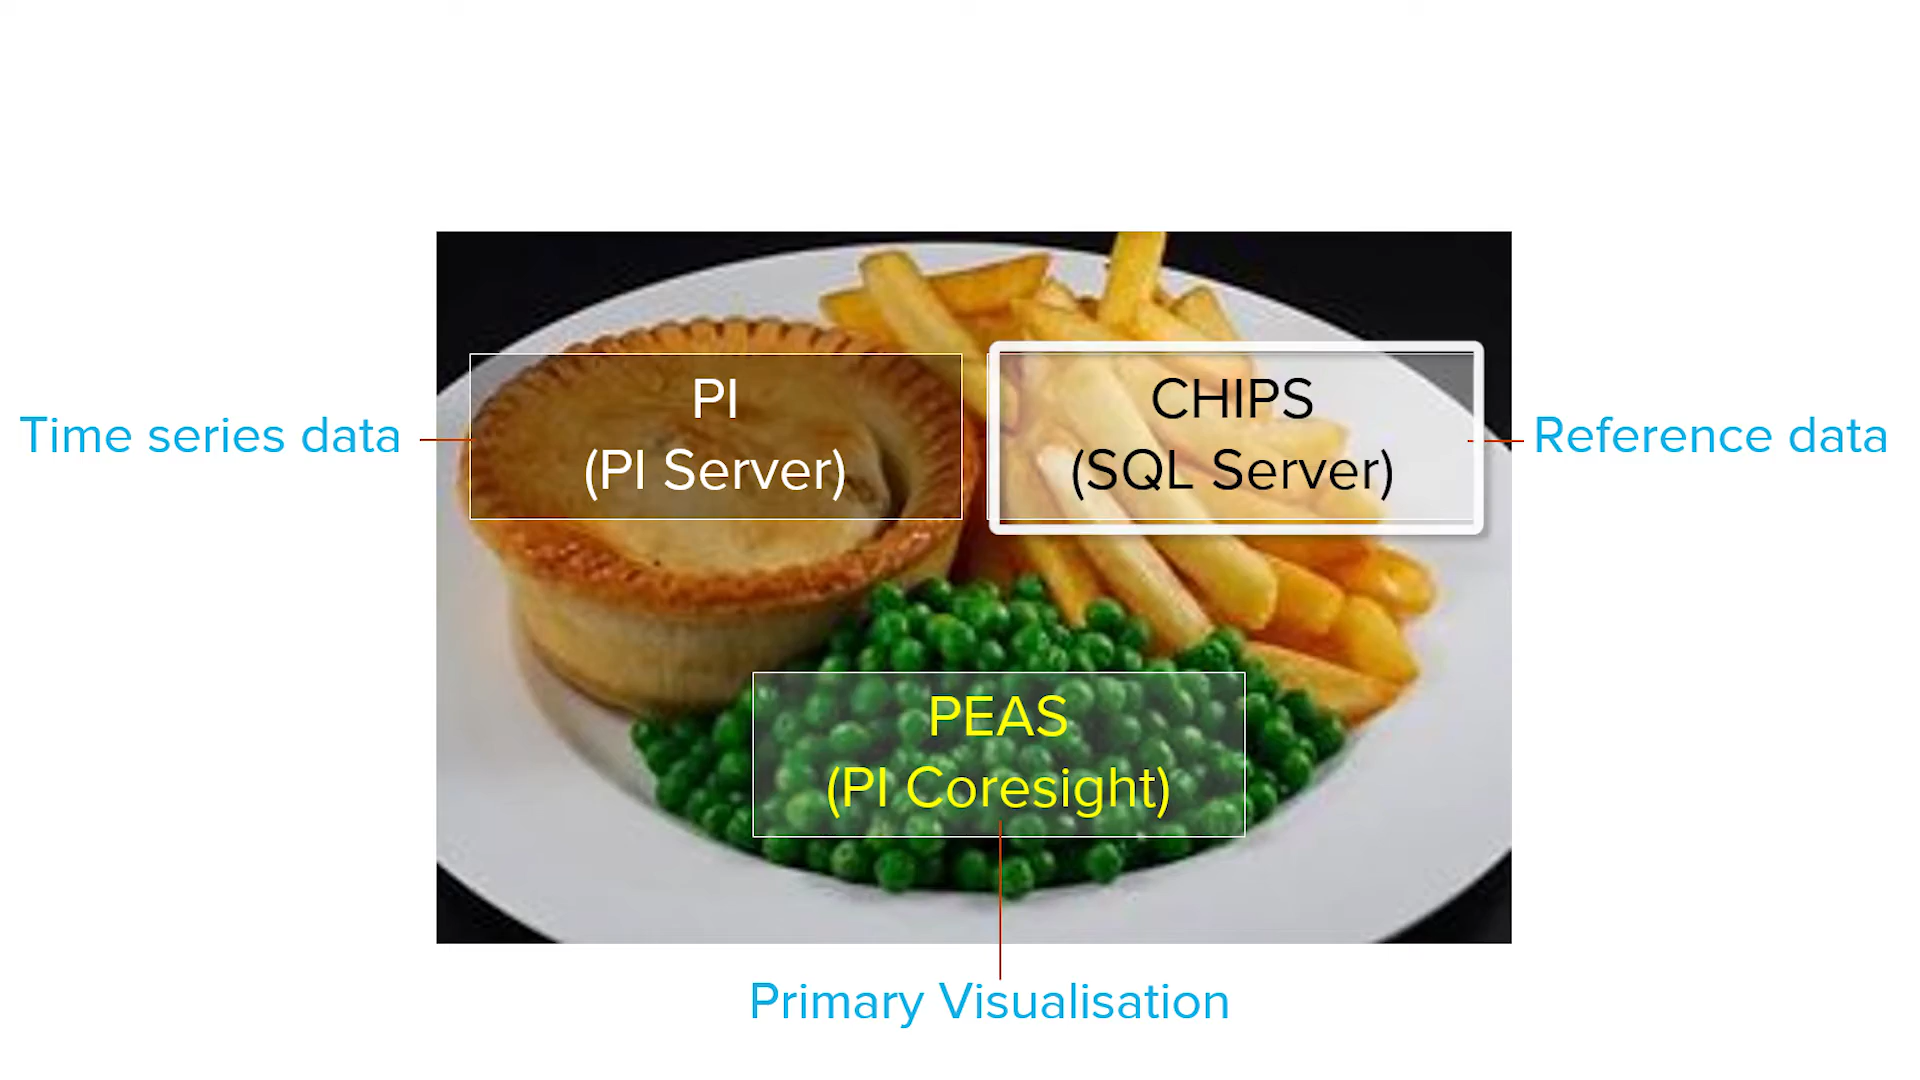 PI
(PI Server)
CHIPS
(SQL Server)
Time series data
Reference data
PEAS
(PI Coresight)
Primary Visualisation